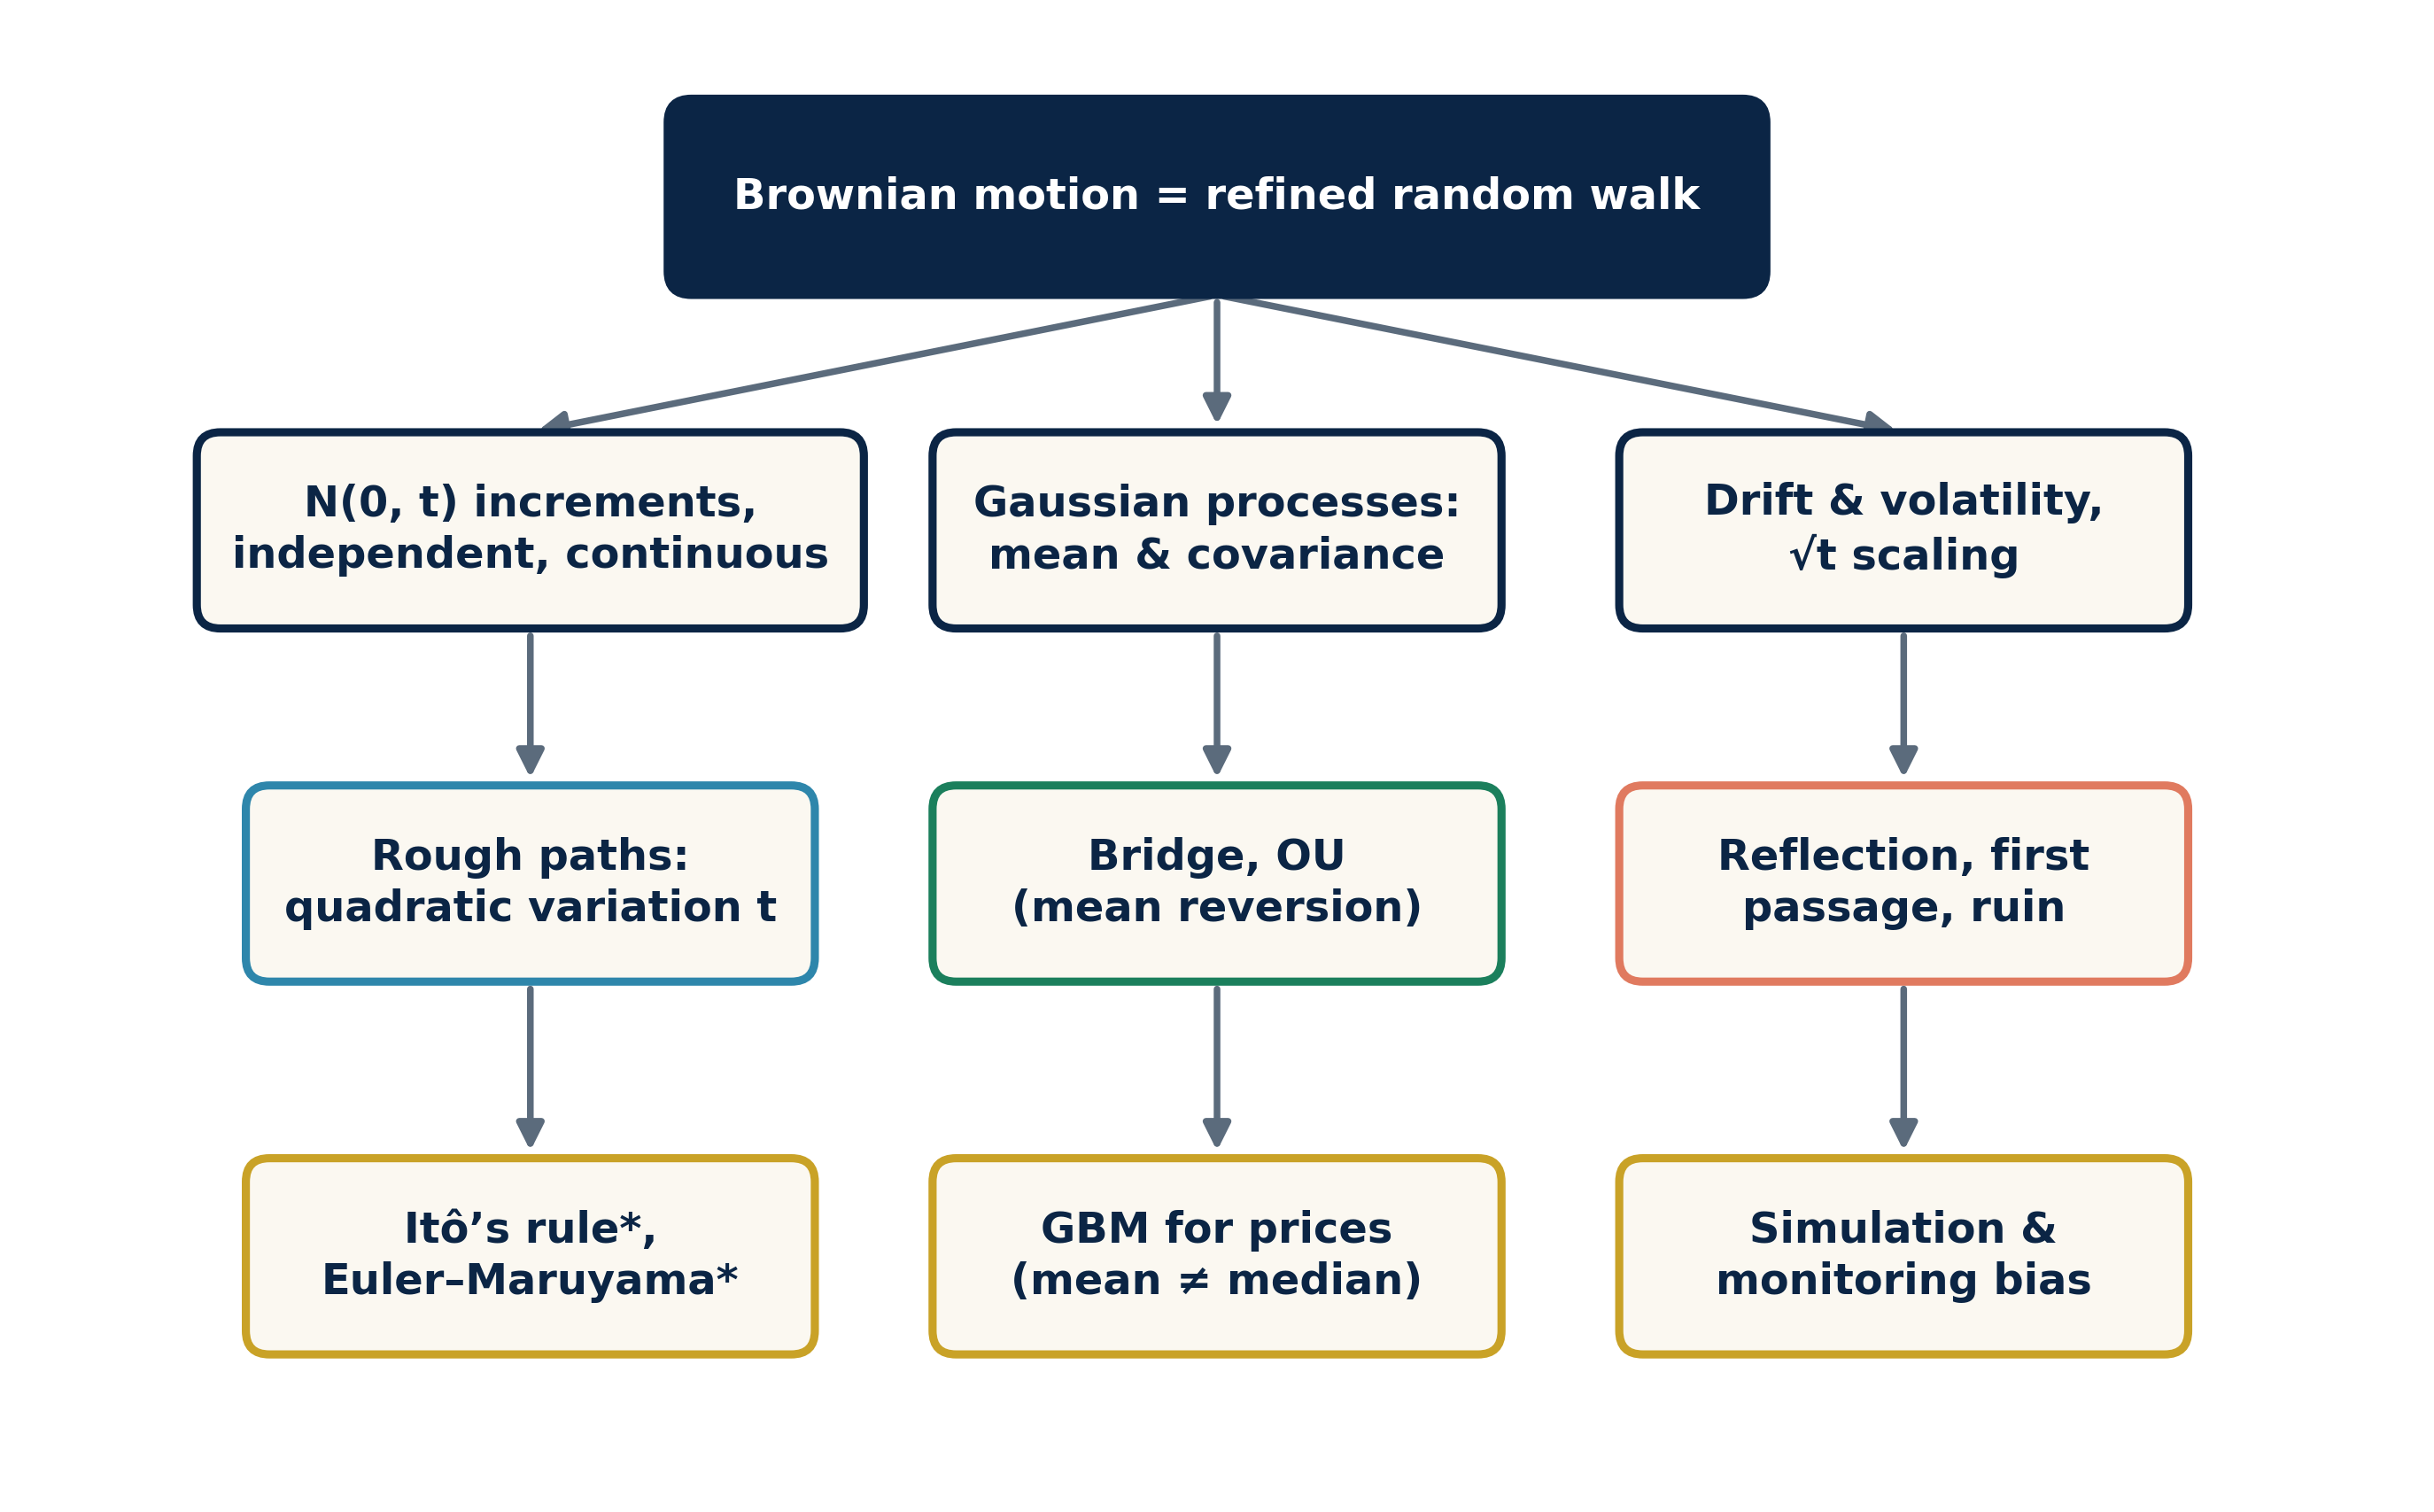 Brownian motion = refined random walk
N(0, t) increments,
independent, continuous
Gaussian processes:
mean & covariance
Drift & volatility,
√t scaling
Rough paths:
quadratic variation t
Bridge, OU
(mean reversion)
Reflection, first
passage, ruin
Itô’s rule*,
Euler–Maruyama*
GBM for prices
(mean ≠ median)
Simulation &
monitoring bias